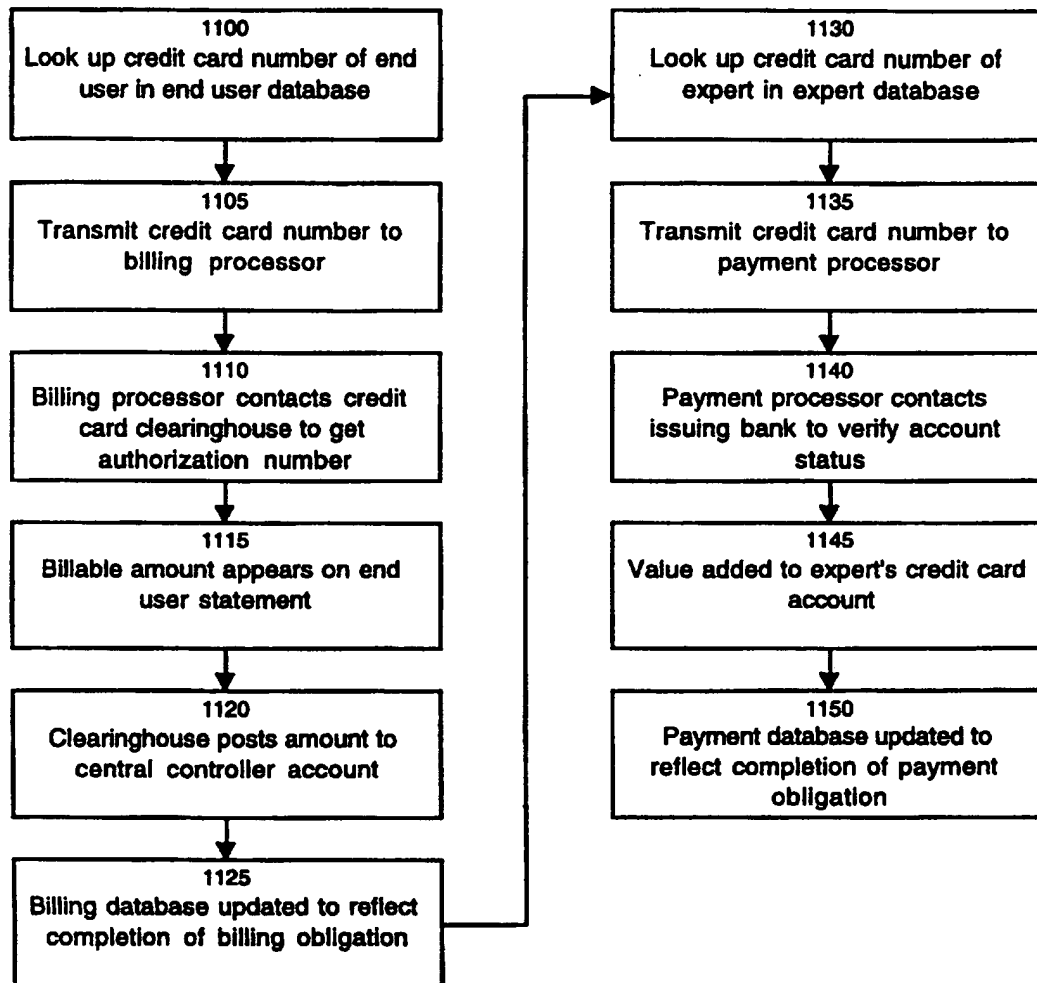 1100
Look up credit card number of end
user in end user database
1105
Transmit credit card number to
billing processor
1110
Billing processor contacts credit
card clearinghouse to get
authorization number
1115
Billable amount appears on end
user statement
1120
Clearinghouse posts amount to
central controller account
1125
Billing database updated to reflect
completion of billing obligation
1130
Look up credit card number of
expert in expert database
1135
Transmit credit card number to
payment processor
1140
Payment processor contacts
issuing bank to verify account
status
1145
Value added to expert's credit card
account
1150
Payment database updated to
reflect completion of payment
obligation